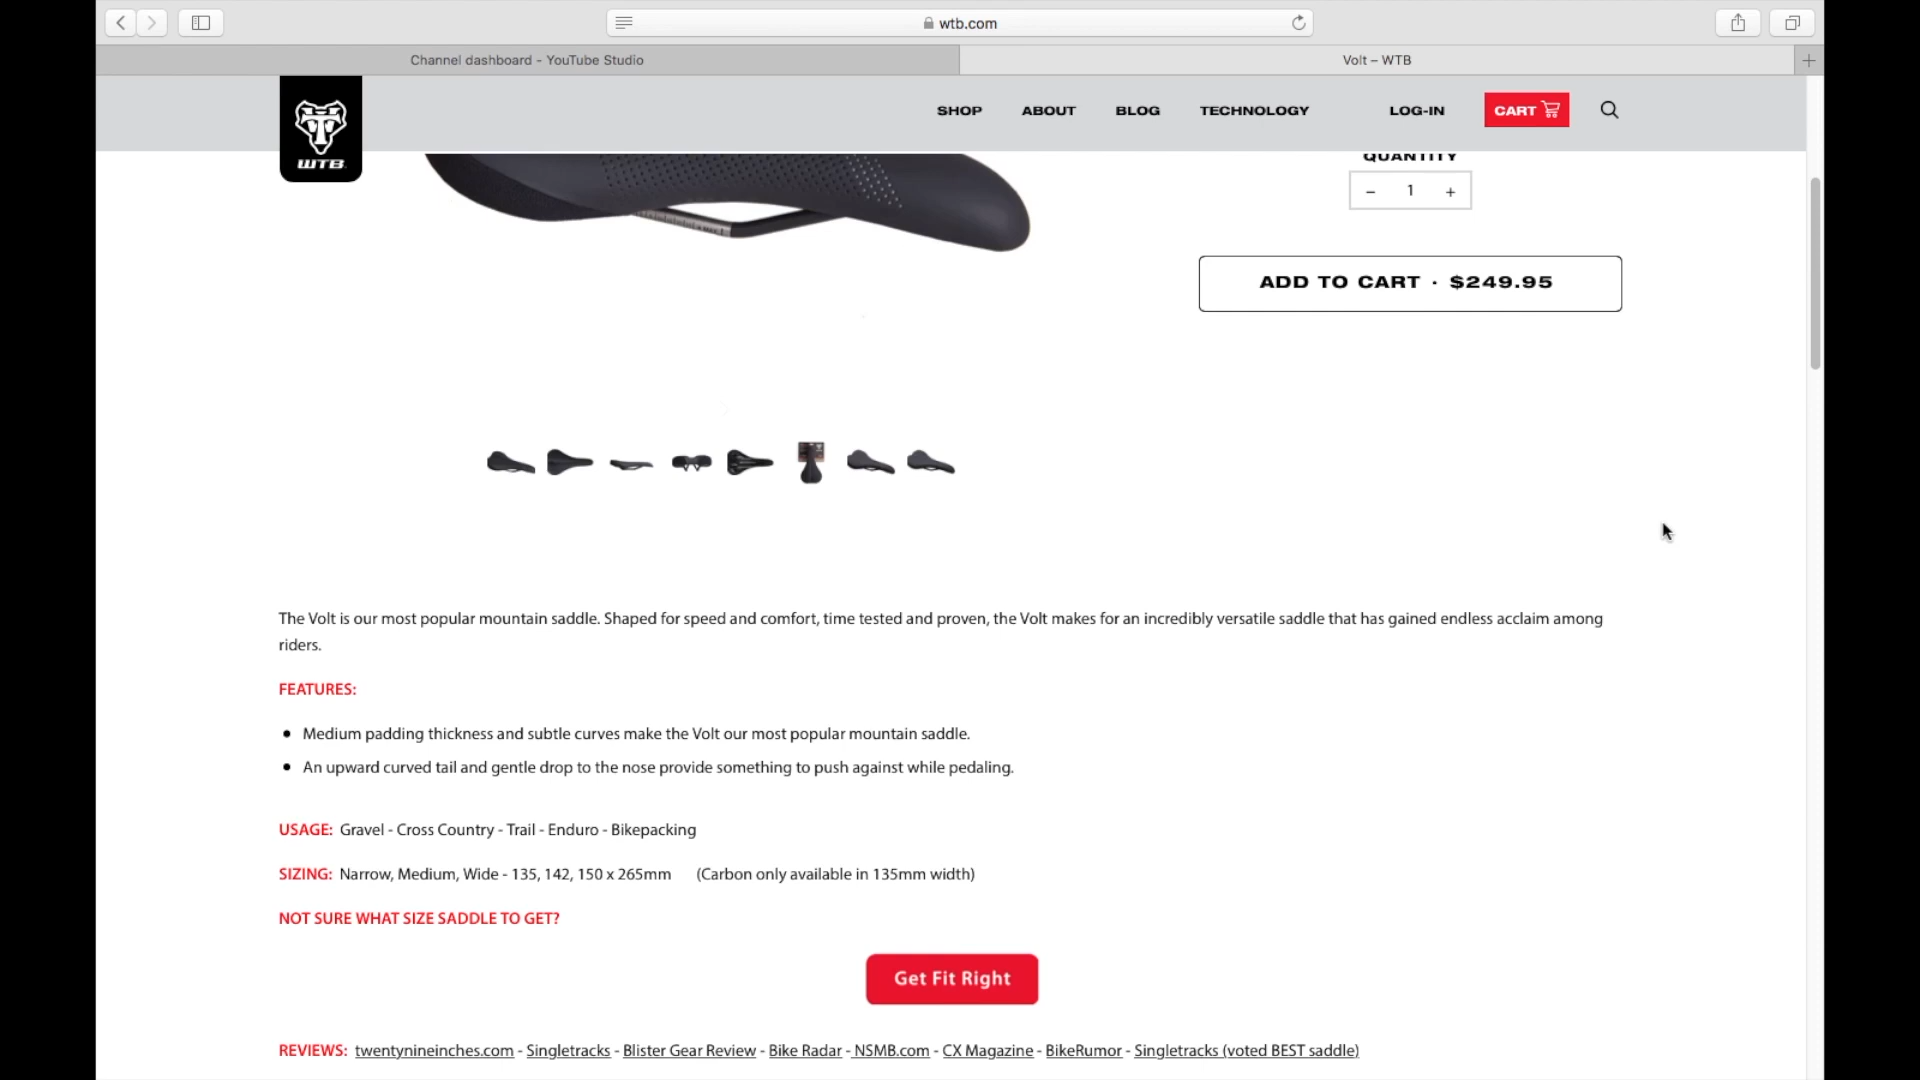 wtb.com
Channel dashboard - YouTube Studio
Volt – WTB
WTB
SHOP
ABOUT
BLOG
TECHNOLOGY
LOG-IN
CART
QUANTITY
- 1 +
ADD TO CART · $249.95
The Volt is our most popular mountain saddle. Shaped for speed and comfort, time tested and proven, the Volt makes for an incredibly versatile saddle that has gained endless acclaim among
riders.
FEATURES:
• Medium padding thickness and subtle curves make the Volt our most popular mountain saddle.
• An upward curved tail and gentle drop to the nose provide something to push against while pedaling.
USAGE: Gravel - Cross Country - Trail - Enduro - Bikepacking
SIZING: Narrow, Medium, Wide - 135, 142, 150 x 265mm (Carbon only available in 135mm width)
NOT SURE WHAT SIZE SADDLE TO GET?
Get Fit Right
REVIEWS: twentynineinches.com - Singletracks - Blister Gear Review - Bike Radar - NSMB.com - CX Magazine - BikeRumor - Singletracks (voted BEST saddle)